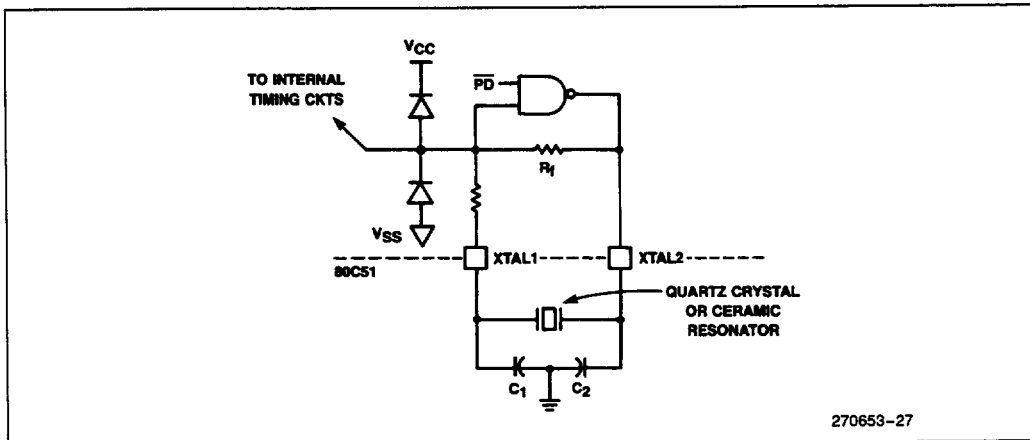 VCC
TO INTERNAL
TIMING CKTS
PD
Rf
VSS
80C51
XTAL1
XTAL2
QUARTZ CRYSTAL
OR CERAMIC
RESONATOR
C1
C2
270653-27